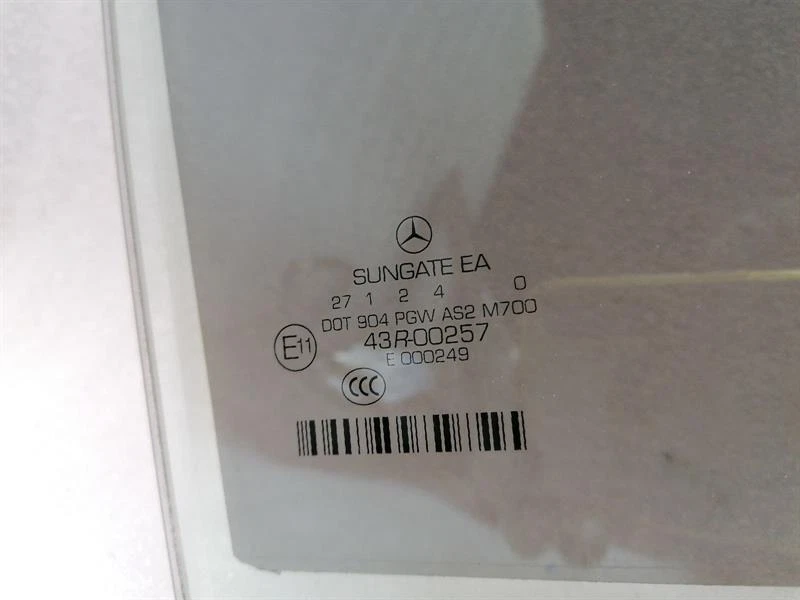 SUNGATE EA
27 1 2 4 0
DOT 904 PGW AS2 M700
E11
43R-00257
E 000249
CCC